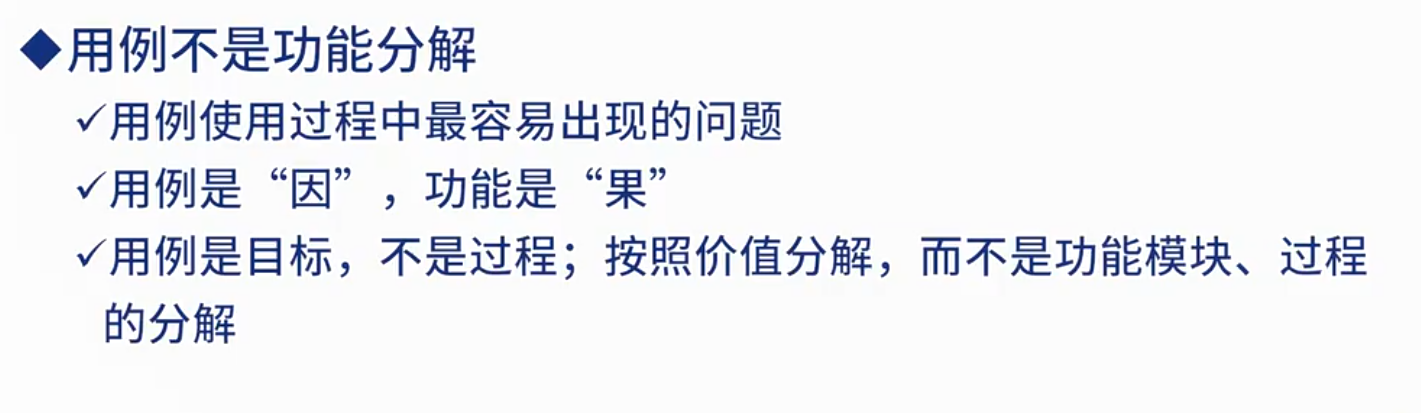 ◆用例不是功能分解
✓用例使用过程中最容易出现的问题
✓用例是“因”，功能是“果”
✓用例是目标，不是过程；按照价值分解，而不是功能模块、过程
的分解